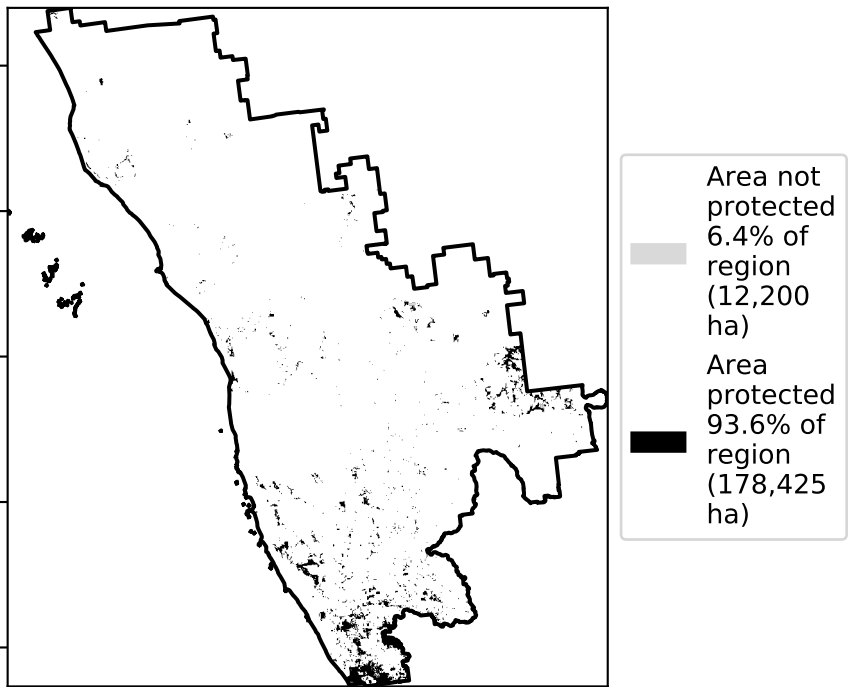 Area not
protected
6.4% of
region
(12,200
ha)
Area
protected
93.6% of
region
(178,425
ha)